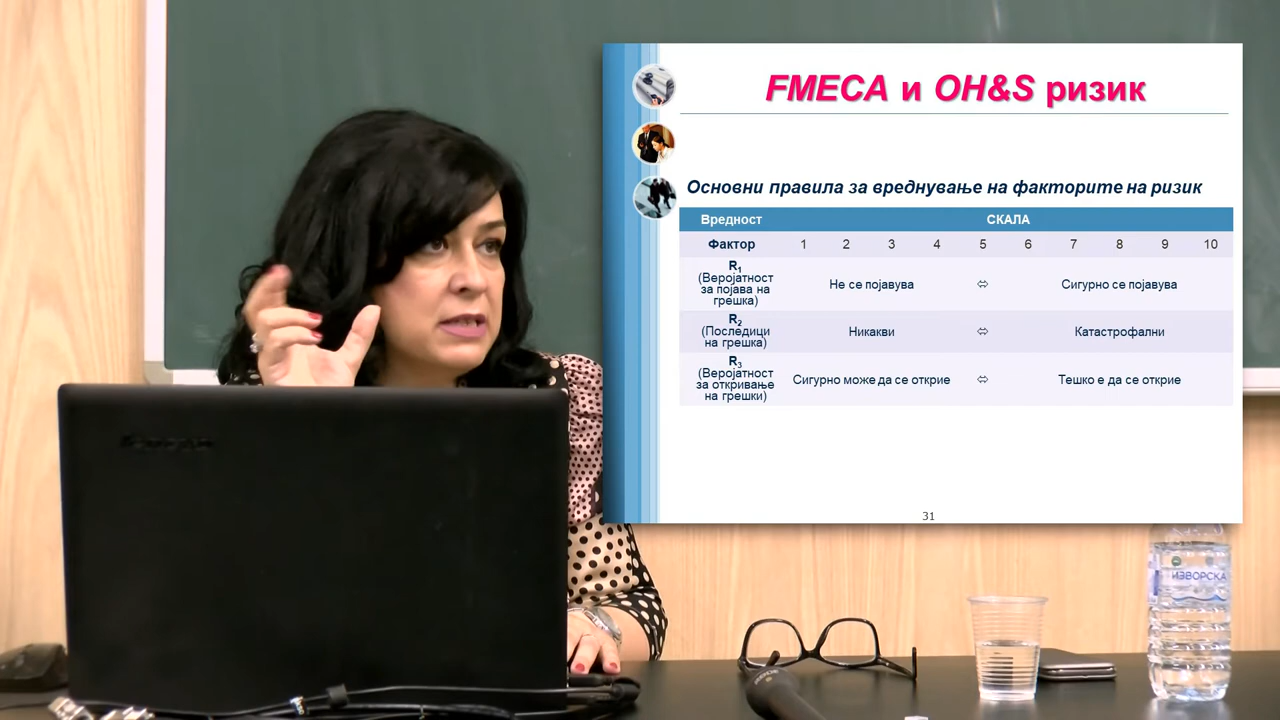 FMECA и OH&S ризик
Основни правила за вреднување на факторите на ризик
Вредност СКАЛА
Фактор 1 2 3 4 5 6 7 8 9 10
R1
(Веројатност
за појава на
грешка)
Не се појавува ⬄ Сигурно се појавува
R2
(Последици
на грешка)
Никакви ⬄ Катастрофални
R3
(Веројатност
за откривање
на грешки)
Сигурно може да се открие ⬄ Тешко е да се открие
31
ИЗВОРСКА